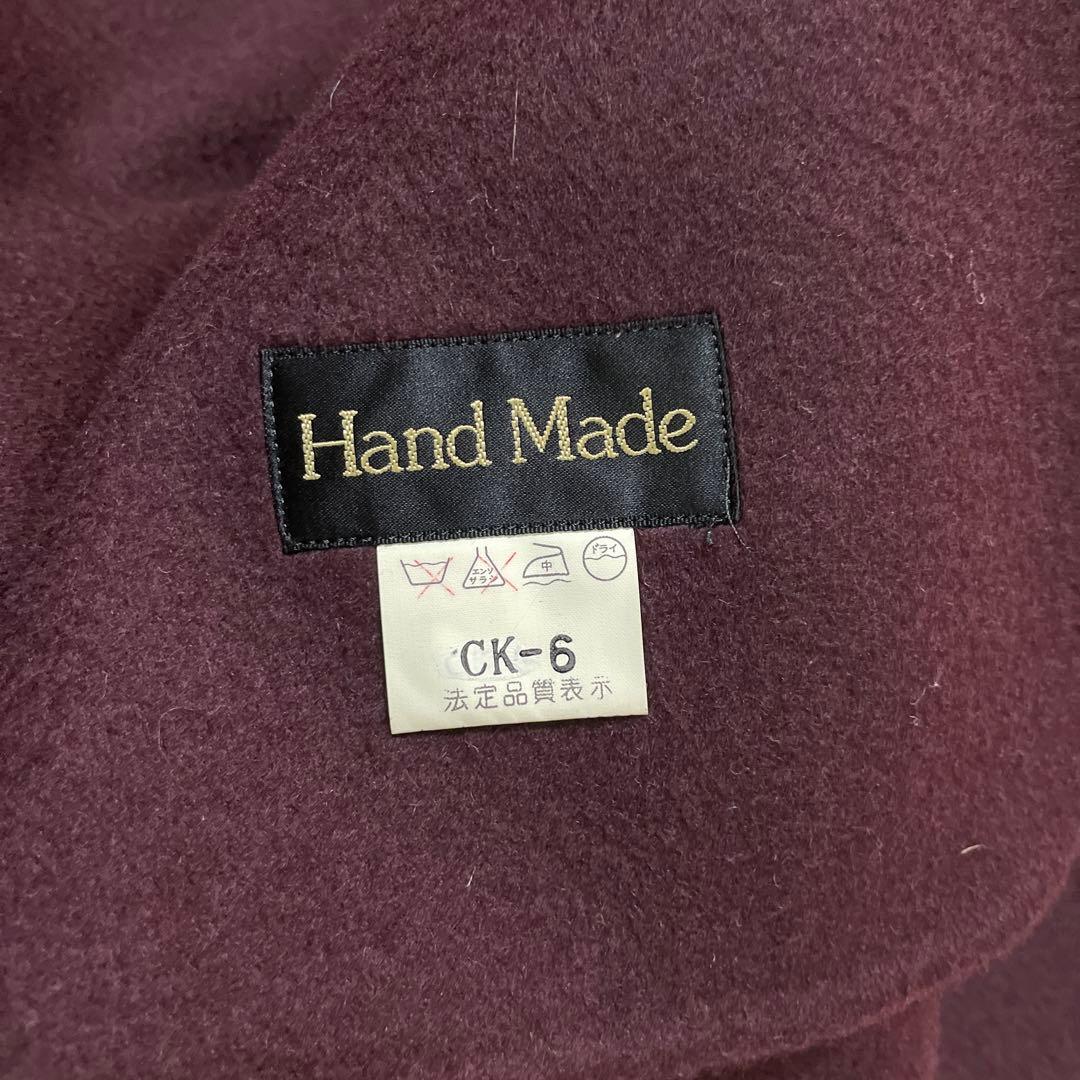 Hand Made
エンソ
サラシ
中
ドライ
CK-6
法定品質表示